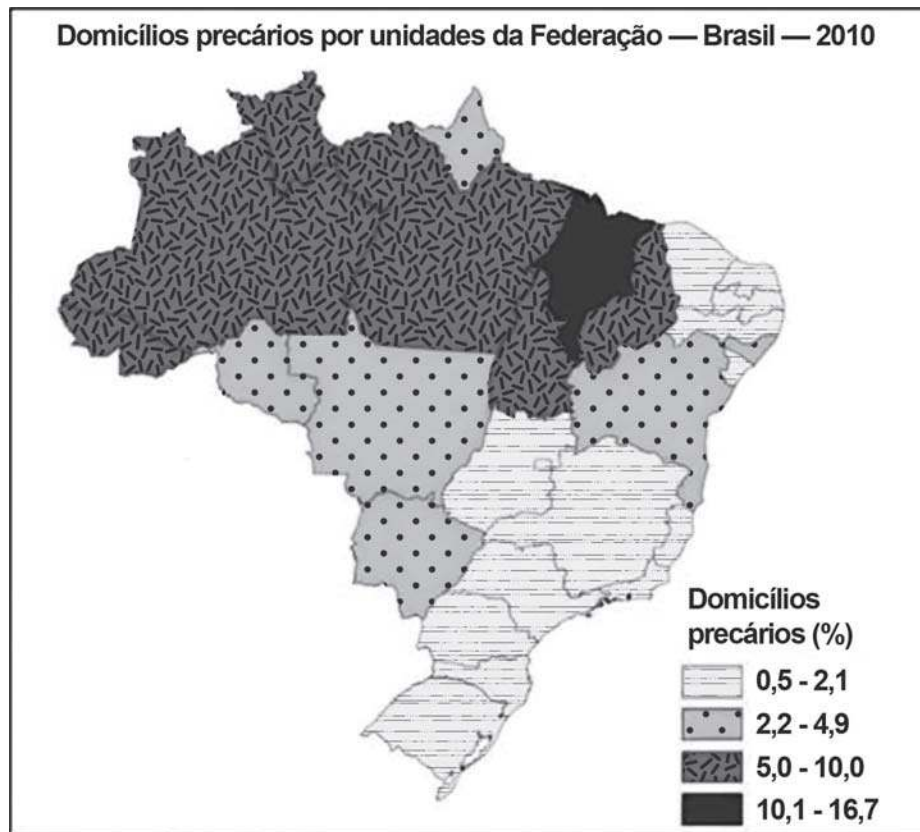 Domicílios precários por unidades da Federação — Brasil — 2010
Domicílios
precários (%)
0,5 - 2,1
2,2 - 4,9
5,0 - 10,0
10,1 - 16,7